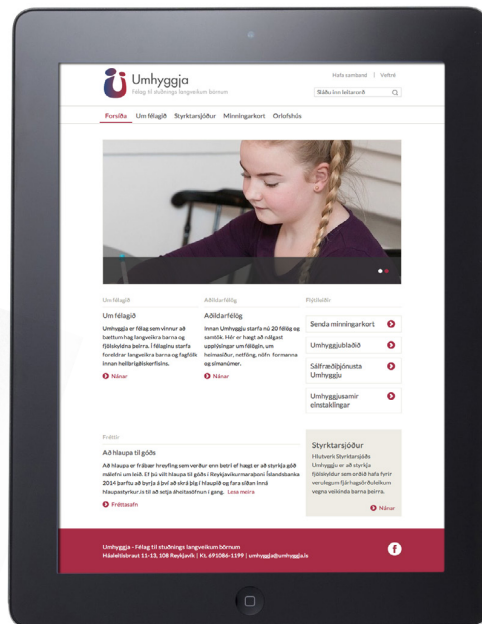 Umhyggja
Félag til stuðnings langveikum börnum
Hafa samband | Veftré
Sláðu inn leitarorð
Forsíða Um félagið Styrktarsjóður Minningarkort Orlofshús
Um félagið
Um félagið
Umhyggja er félag sem vinnur að
bættum hag langveikra barna og
fjölskyldna þeirra. Í félaginu starfa
foreldrar langveikra barna og fagfólk
innan heilbrigðiskerfisins.
Nánar
Aðildarfélög
Aðildarfélög
Innan Umhyggju starfa nú 20 félög og
samtök. Hér er hægt að nálgast
upplýsingar um félögin, um
heimasíður, netföng, nöfn formanna
og símanúmer.
Nánar
Flýtileiðir
Senda minningarkort
Umhyggjublaðið
Sálfræðiþjónusta
Umhyggju
Umhyggjusamir
einstaklingar
Fréttir
Að hlaupa til góðs
Að hlaupa er frábær hreyfing sem verður enn betri ef hægt er að styrkja góð
málefni um leið. Ef þú vilt hlaupa til góðs í Reykjavíkurmaraþoni Íslandsbanka
2014 þarftu að byrja á því að skrá þig í hlaupið og fara síðan inná
hlaupastyrkur.is til að setja áheitasöfnun í gang. Lesa meira
Fréttasafn
Styrktarsjóður
Hlutverk Styrktarsjóðs
Umhyggju er að styrkja
fjölskyldur sem orðið hafa fyrir
verulegum fjárhagsörðuleikum
vegna veikinda barna þeirra.
Nánar
Umhyggja - Félag til stuðnings langveikum börnum
Háaleitisbraut 11-13, 108 Reykjavík | Kt. 691086-1199 | umhyggja@umhyggja.is